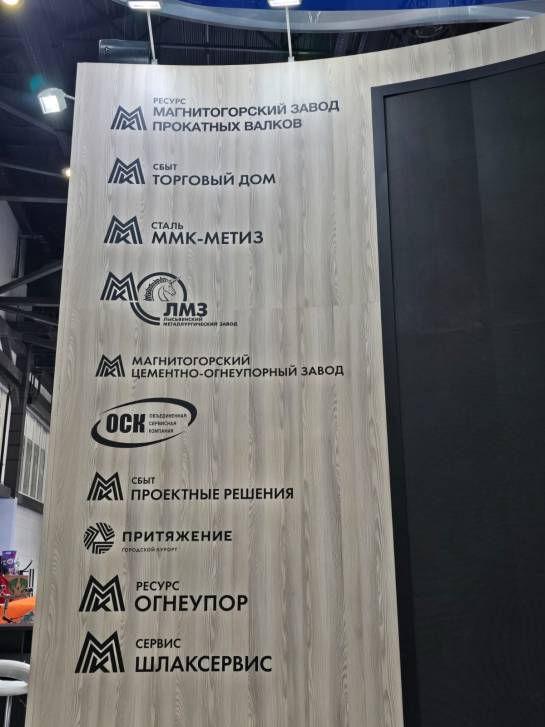 РЕСУРС
МАГНИТОГОРСКИЙ ЗАВОД
ПРОКАТНЫХ ВАЛКОВ
СБЫТ
ТОРГОВЫЙ ДОМ
СТАЛЬ
ММК-МЕТИЗ
ЛМЗ
ЛЫСЬВЕНСКИЙ
МЕТАЛЛУРГИЧЕСКИЙ ЗАВОД
МАГНИТОГОРСКИЙ
ЦЕМЕНТНО-ОГНЕУПОРНЫЙ ЗАВОД
ОСК
ОБЪЕДИНЕННАЯ
СЕРВИСНАЯ
КОМПАНИЯ
СБЫТ
ПРОЕКТНЫЕ РЕШЕНИЯ
ПРИТЯЖЕНИЕ
ГОРОДСКОЙ КУРОРТ
РЕСУРС
ОГНЕУПОР
СЕРВИС
ШЛАКСЕРВИС